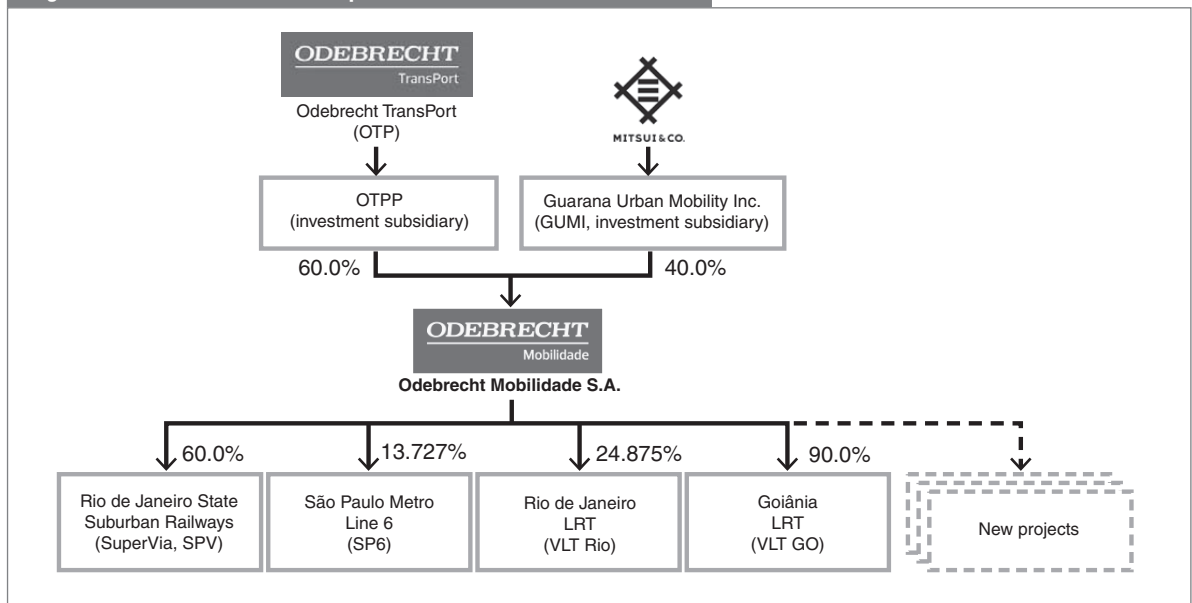 ODEBRECHT
TransPort
Odebrecht TransPort
(OTP)
MITSUI & CO.
OTPP
(investment subsidiary)
Guarana Urban Mobility Inc.
(GUMI, investment subsidiary)
60.0%
40.0%
ODEBRECHT
Mobilidade
Odebrecht Mobilidade S.A.
60.0%
13.727%
24.875%
90.0%
Rio de Janeiro State
Suburban Railways
(SuperVia, SPV)
São Paulo Metro
Line 6
(SP6)
Rio de Janeiro
LRT
(VLT Rio)
Goiânia
LRT
(VLT GO)
New projects